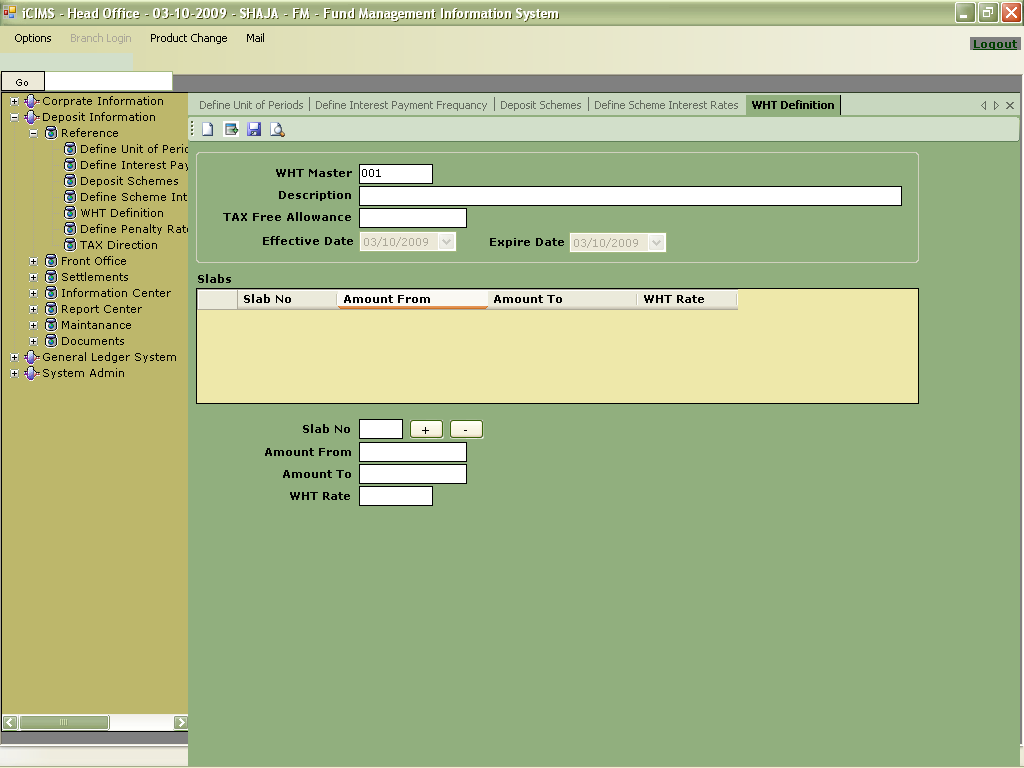 iCIMS - Head Office - 03-10-2009 - SHAJA - FM - Fund Management Information System
Options Branch Login Product Change Mail
Logout
Go
Corprate Information
Deposit Information
Reference
Define Unit of Peric
Define Interest Pay
Deposit Schemes
Define Scheme Int
WHT Definition
Define Penalty Rate
TAX Direction
Front Office
Settlements
Information Center
Report Center
Maintanance
Documents
General Ledger System
System Admin
Define Unit of Periods Define Interest Payment Frequancy Deposit Schemes Define Scheme Interest Rates WHT Definition
WHT Master 001
Description
TAX Free Allowance
Effective Date 03/10/2009 Expire Date 03/10/2009
Slabs
Slab No Amount From Amount To WHT Rate
Slab No + -
Amount From
Amount To
WHT Rate